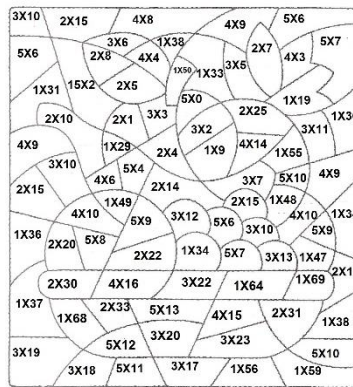 3X10 2X15 4X8 4X9 5X6
3X6 1X38 2X7 5X7
5X6 2X8 4X4 4X3
1X50 1X33 3X5
1X31 15X2 2X5 1X19
5X0
2X10 2X1 3X3 2X25 1X30
3X2 3X11
4X9 1X29 2X4 1X9 4X14 1X55
3X10 5X4 4X9
4X6 3X7 5X10
2X15 2X14 1X48
1X49 2X15
4X10 5X9 3X12 5X6 4X10
1X36 5X8 3X10 5X9
2X20 2X22 1X34 5X7 3X13 1X47
2X30 4X16 3X22 1X64 1X69
1X37 2X33 5X13 2X31
1X68 4X15 1X38
3X20
5X12 3X23
3X19 5X10
3X18 5X11 3X17 1X56 1X59